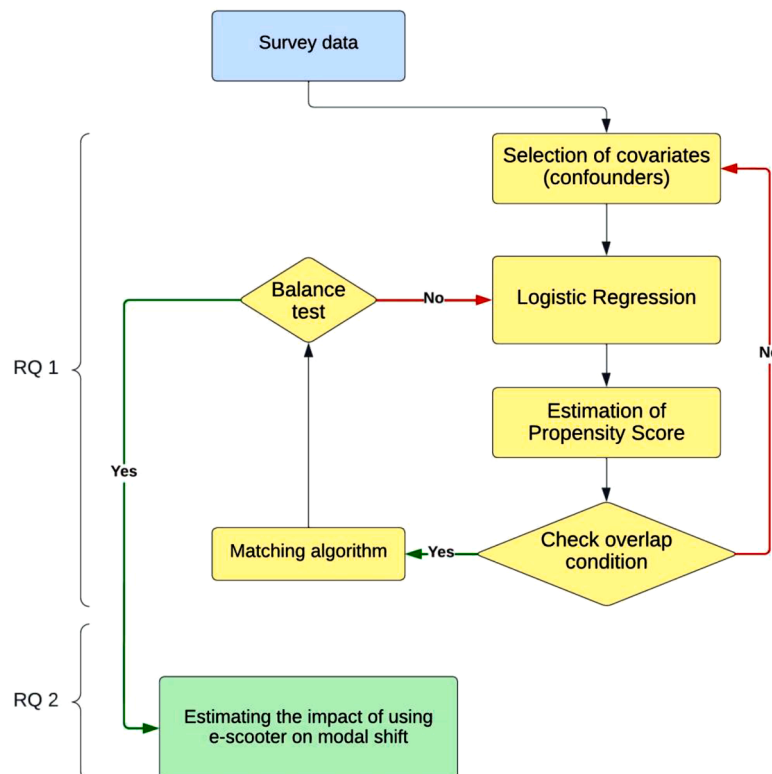 Survey data
Selection of covariates
(confounders)
Balance
test
No
Logistic Regression
RQ 1
Estimation of
Propensity Score
Yes
Matching algorithm
Yes
Check overlap
condition
RQ 2
Estimating the impact of using
e-scooter on modal shift